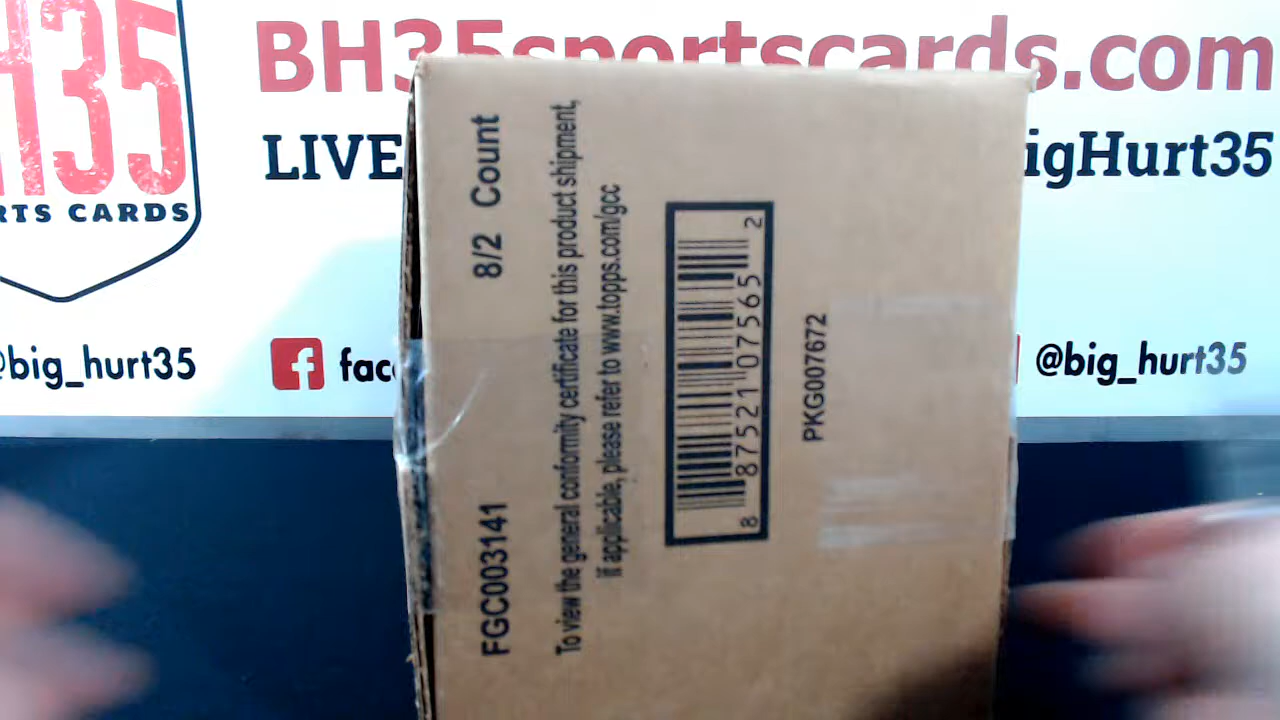 BH35sportscards.com
H35
RTS CARDS
LIVE
igHurt35
@big_hurt35
f
@big_hurt35
8/2 Count
FGC003141
To view the general conformity certificate for this product shipment,
if applicable, please refer to www.topps.com/gcc
8 87521 07565 2
PKG007672